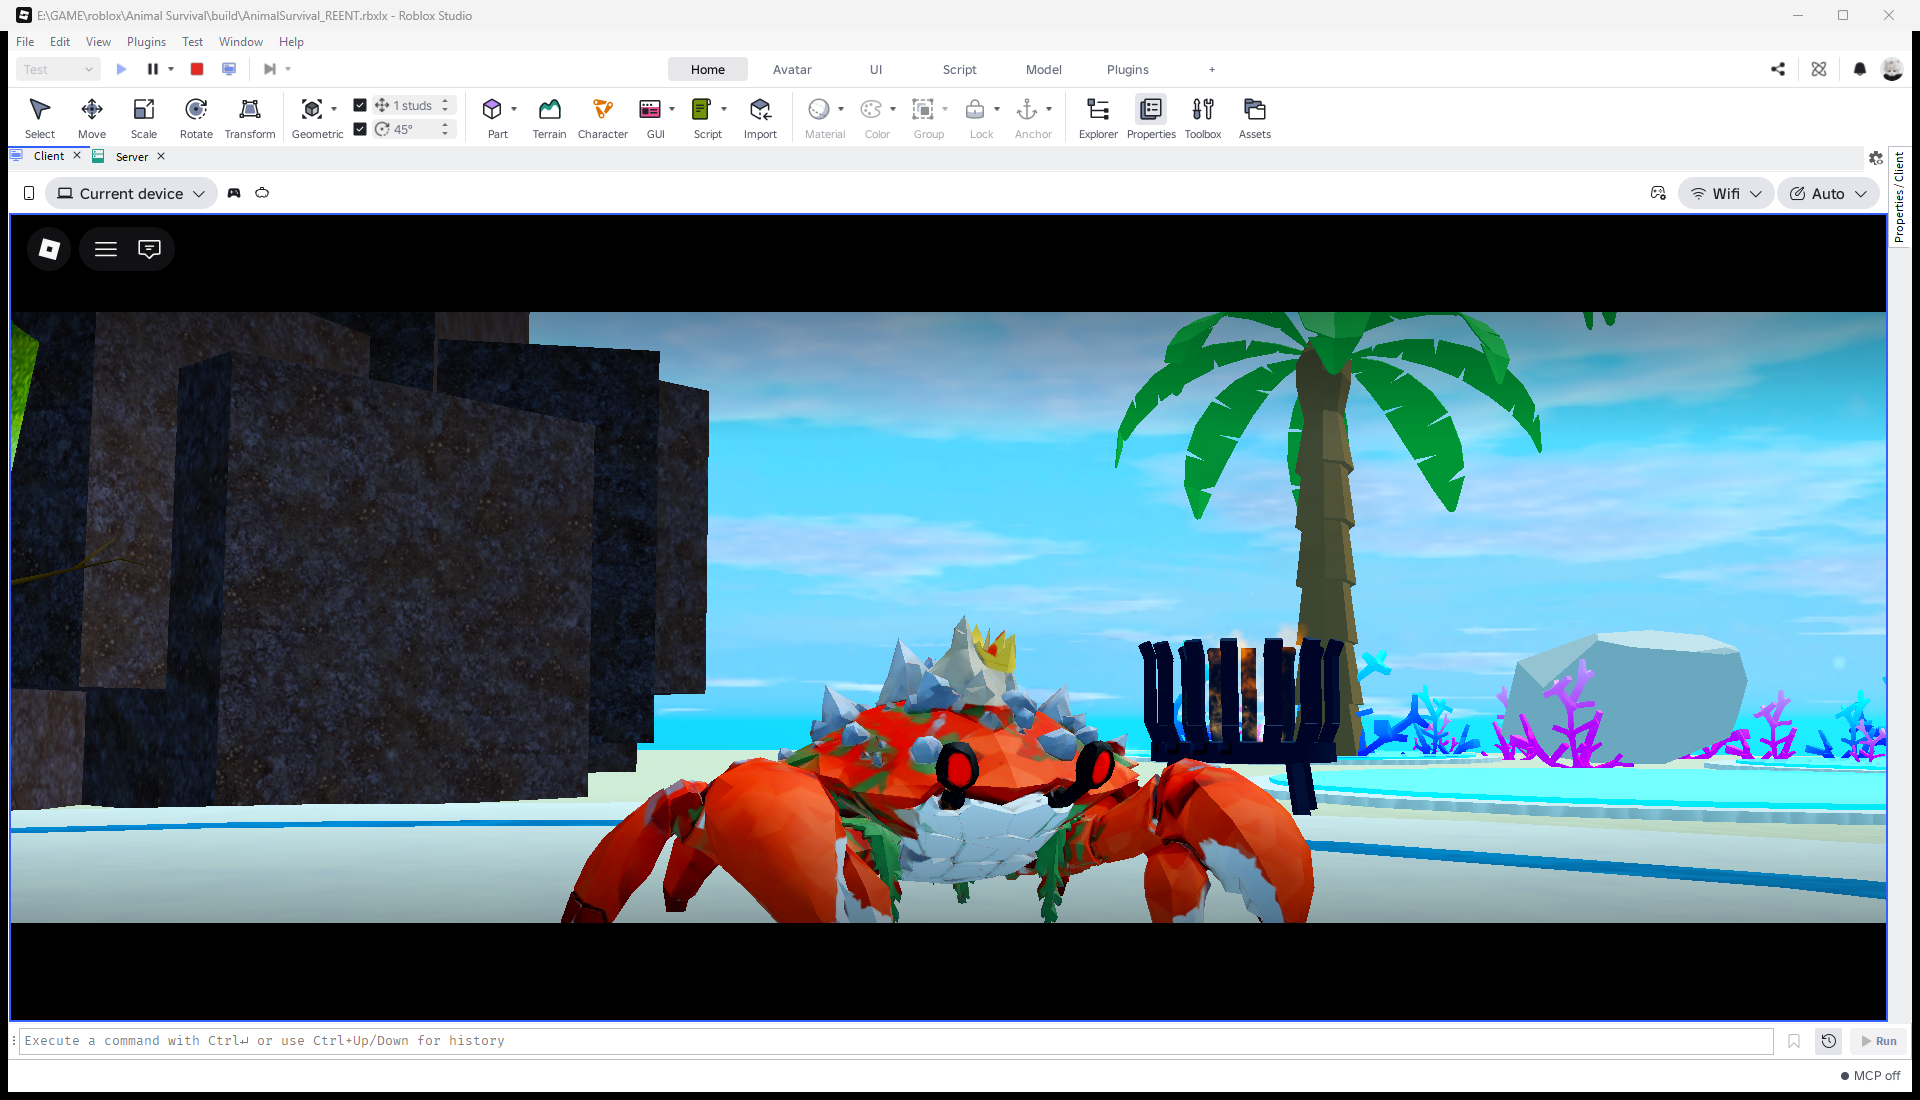 E:\GAME\roblox\Animal Survival\build\AnimalSurvival_REENT.rbxlx - Roblox Studio
File Edit View Plugins Test Window Help
Test Home Avatar UI Script Model Plugins +
1 studs
45°
Select Move Scale Rotate Transform Geometric Part Terrain Character GUI Script Import Material Color Group Lock Anchor Explorer Properties Toolbox Assets
Client Server
Properties / Client
Current device Wifi Auto
Execute a command with Ctrl↵ or use Ctrl+Up/Down for history
Run
MCP off